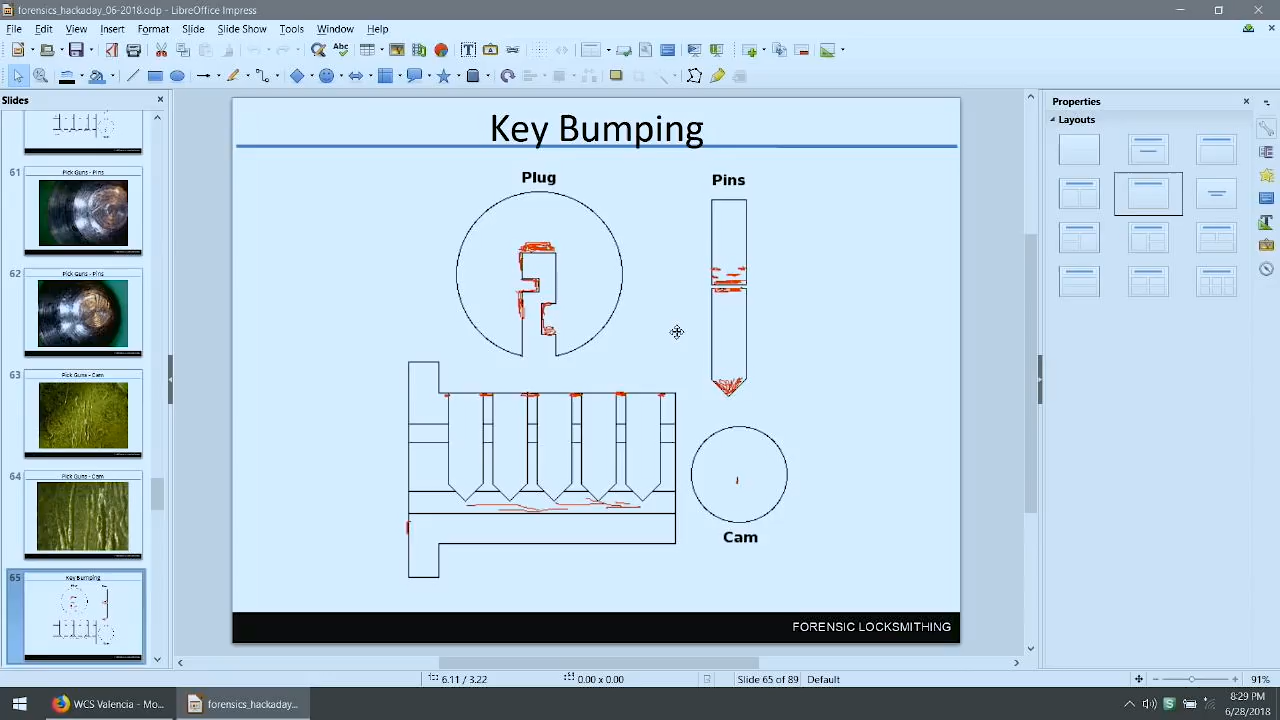 forensics_hackaday_06-2018.odp - LibreOffice Impress
File Edit View Insert Format Slide Slide Show Tools Window Help
Slides
61
Pick Guns - Pins
62
Pick Guns - Pins
63
Pick Guns - Cam
64
Pick Guns - Cam
65
Key Bumping
Key Bumping
Plug
Pins
Cam
FORENSIC LOCKSMITHING
Properties
Layouts
6.11 / 3.22
0.00 x 0.00
Slide 65 of 89
Default
91%
WCS Valencia - Mo...
forensics_hackaday...
8:29 PM
6/28/2018